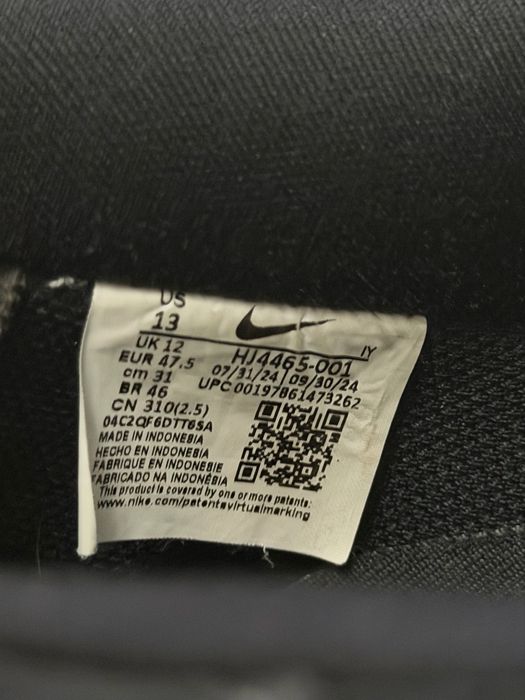 US
13
UK 12
EUR 47.5
cm 31
BR 46
CN 310(2.5)
HJ4465-001
IY
07/31/24 09/30/24
UPC 00197861473262
04C2QF6DTT6SA
MADE IN INDONESIA
HECHO EN INDONESIA
FABRIQUE EN INDONESIE
FABRICADO NA INDONÉSIA
This product is covered by one or more patents:
www.nike.com/patentsvirtualmarking